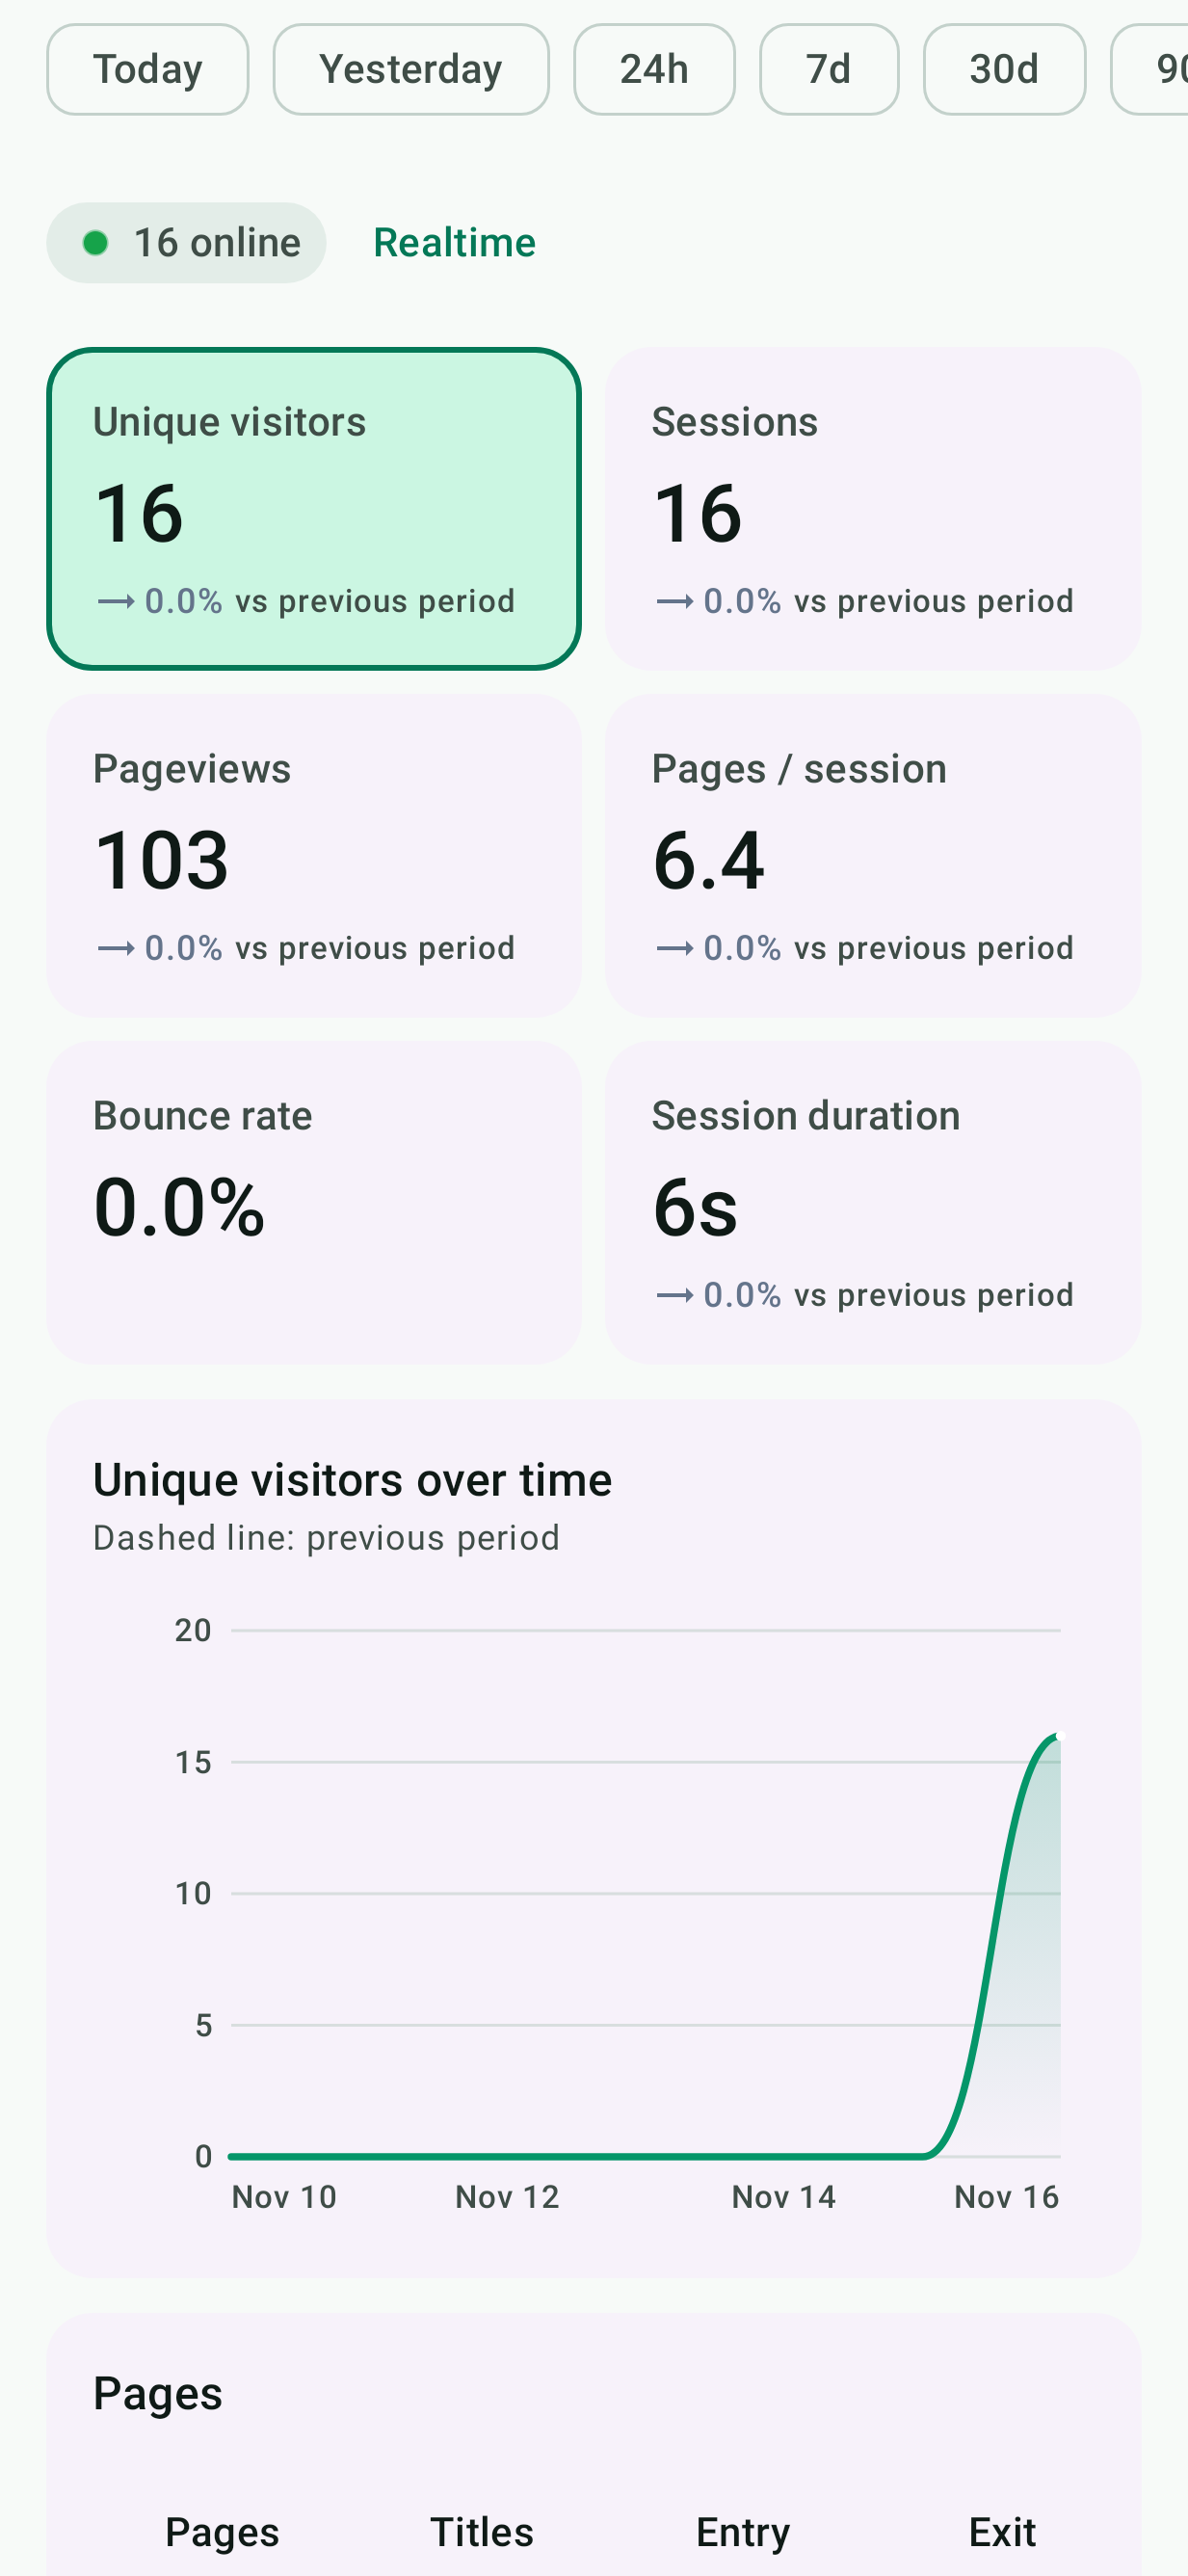 Today Yesterday 24h 7d 30d 90
16 online Realtime
Unique visitors
16
→ 0.0% vs previous period
Sessions
16
→ 0.0% vs previous period
Pageviews
103
→ 0.0% vs previous period
Pages / session
6.4
→ 0.0% vs previous period
Bounce rate
0.0%
Session duration
6s
→ 0.0% vs previous period
Unique visitors over time
Dashed line: previous period
20
15
10
5
0
Nov 10 Nov 12 Nov 14 Nov 16
Pages
Pages Titles Entry Exit